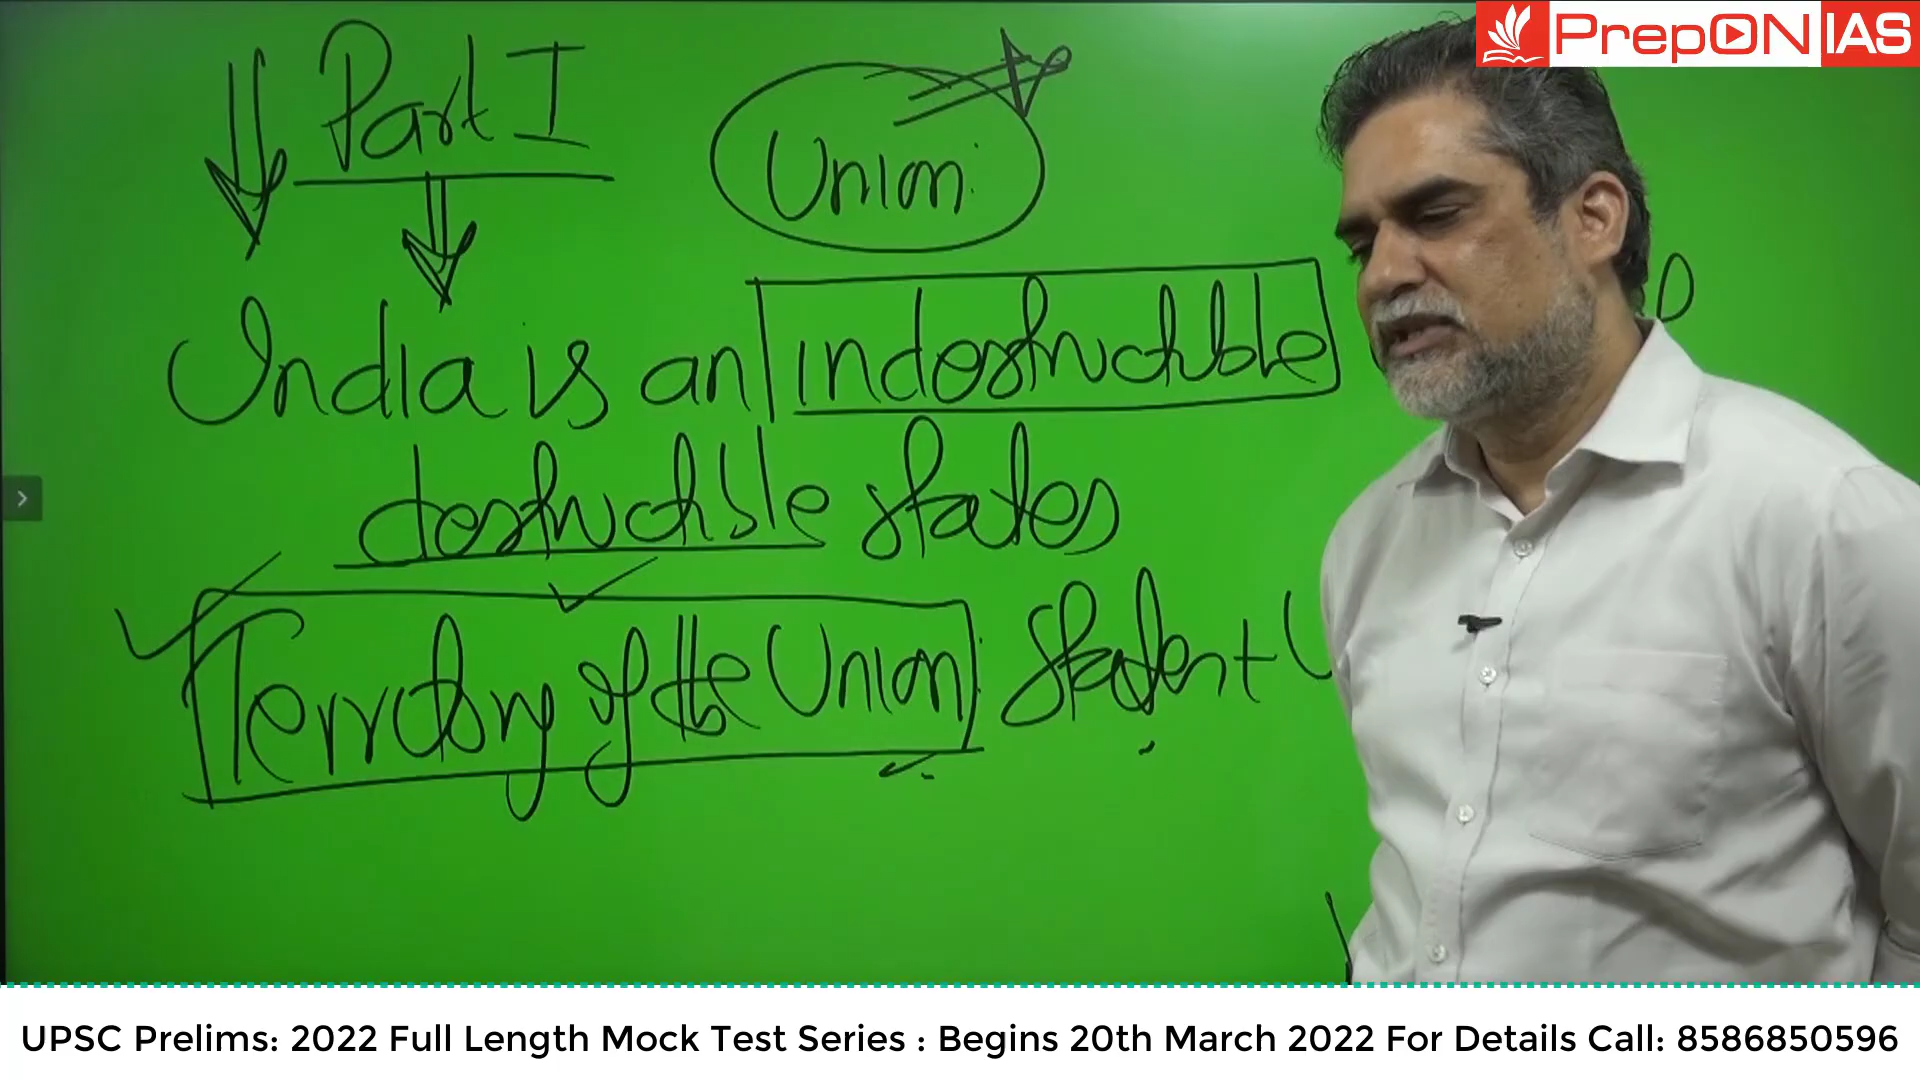 PrepON IAS
Part I
Union
India is an indestructible
destructible states
Territory of the Union
UPSC Prelims: 2022 Full Length Mock Test Series : Begins 20th March 2022 For Details Call: 8586850596